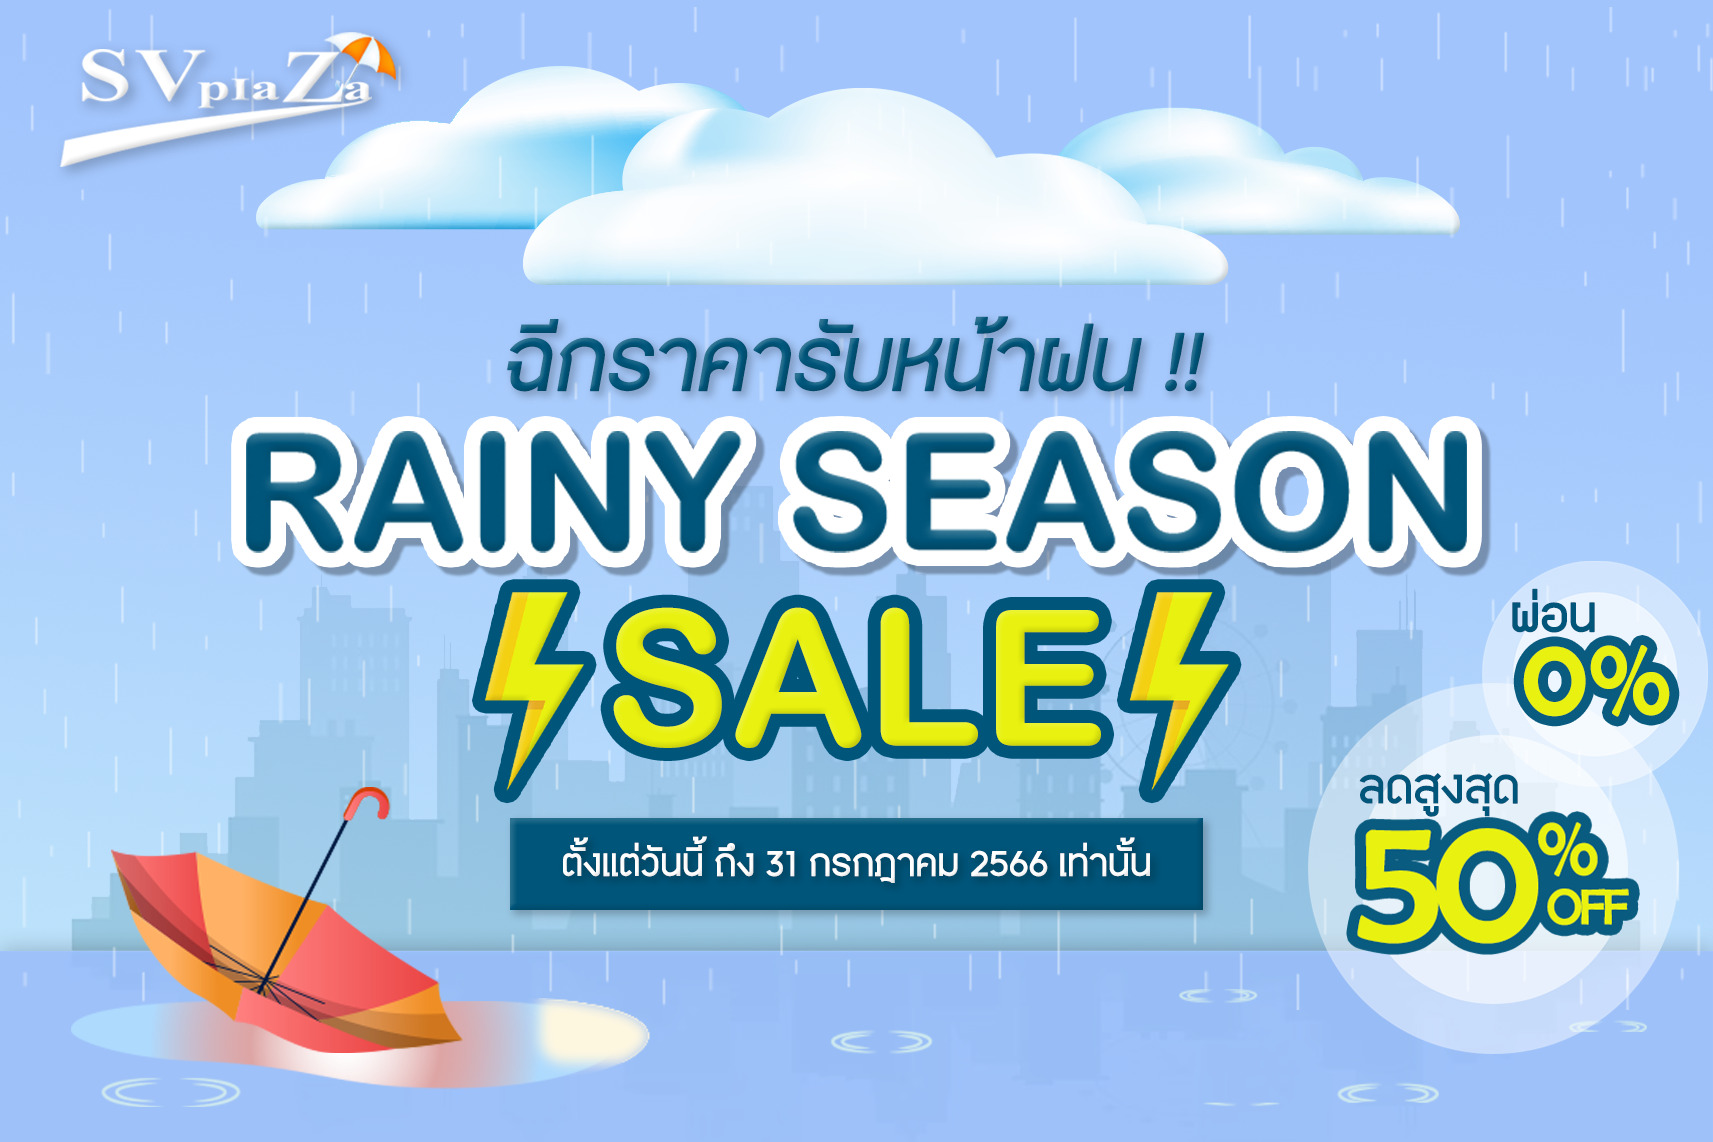 SVplaZa
ฉีกราคารับหน้าฝน !!
RAINY SEASON
SALE
ตั้งแต่วันนี้ ถึง 31 กรกฎาคม 2566 เท่านั้น
ผ่อน
0%
ลดสูงสุด
50% OFF